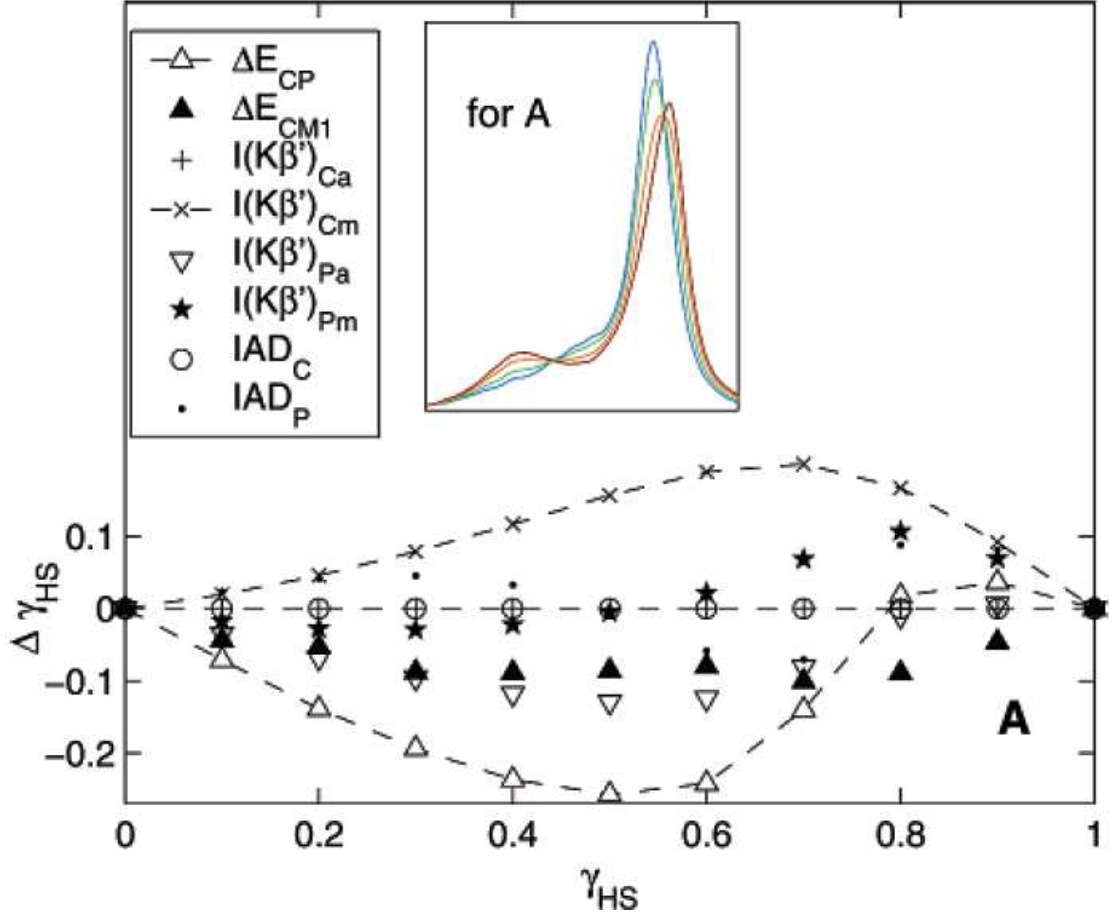 ΔE_CP
ΔE_CM1
I(Kβ')_Ca
I(Kβ')_Cm
I(Kβ')_Pa
I(Kβ')_Pm
IAD_C
IAD_P
for A
0.1
0
−0.1
−0.2
Δ γ_HS
A
0 0.2 0.4 0.6 0.8 1
γ_HS